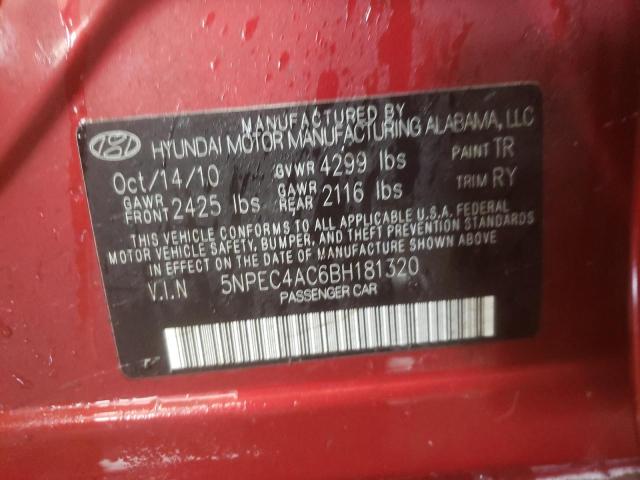 MANUFACTURED BY
HYUNDAI MOTOR MANUFACTURING ALABAMA, LLC
Oct/14/10 GVWR 4299 lbs PAINT TR
GAWR FRONT 2425 lbs GAWR REAR 2116 lbs TRIM RY
THIS VEHICLE CONFORMS TO ALL APPLICABLE U.S.A. FEDERAL
MOTOR VEHICLE SAFETY, BUMPER, AND THEFT PREVENTION STANDARDS
IN EFFECT ON THE DATE OF MANUFACTURE SHOWN ABOVE
V.I.N 5NPEC4AC6BH181320
PASSENGER CAR